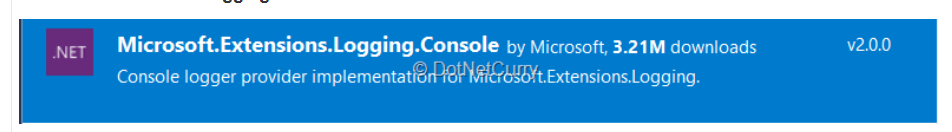 .NET
Microsoft.Extensions.Logging.Console by Microsoft, 3.21M downloads
v2.0.0
Console logger provider implementation for Microsoft.Extensions.Logging.
© DotNetCurry